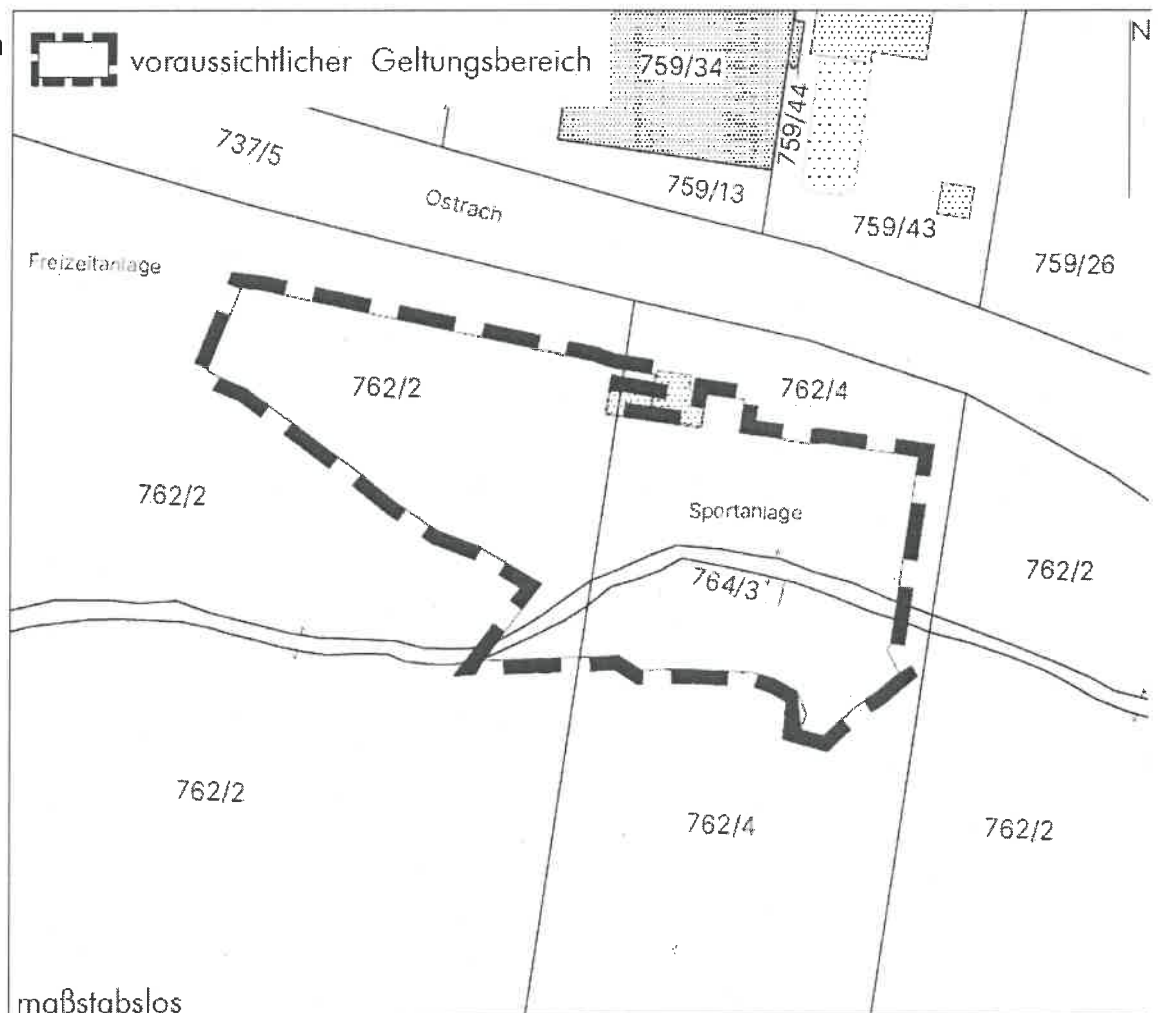 n
voraussichtlicher Geltungsbereich
N
759/34
759/44
737/5
759/13
Ostrach
759/43
759/26
Freizeitanlage
762/2
762/4
762/2
Sportanlage
762/2
764/3
762/2
762/4
762/2
maßstabslos